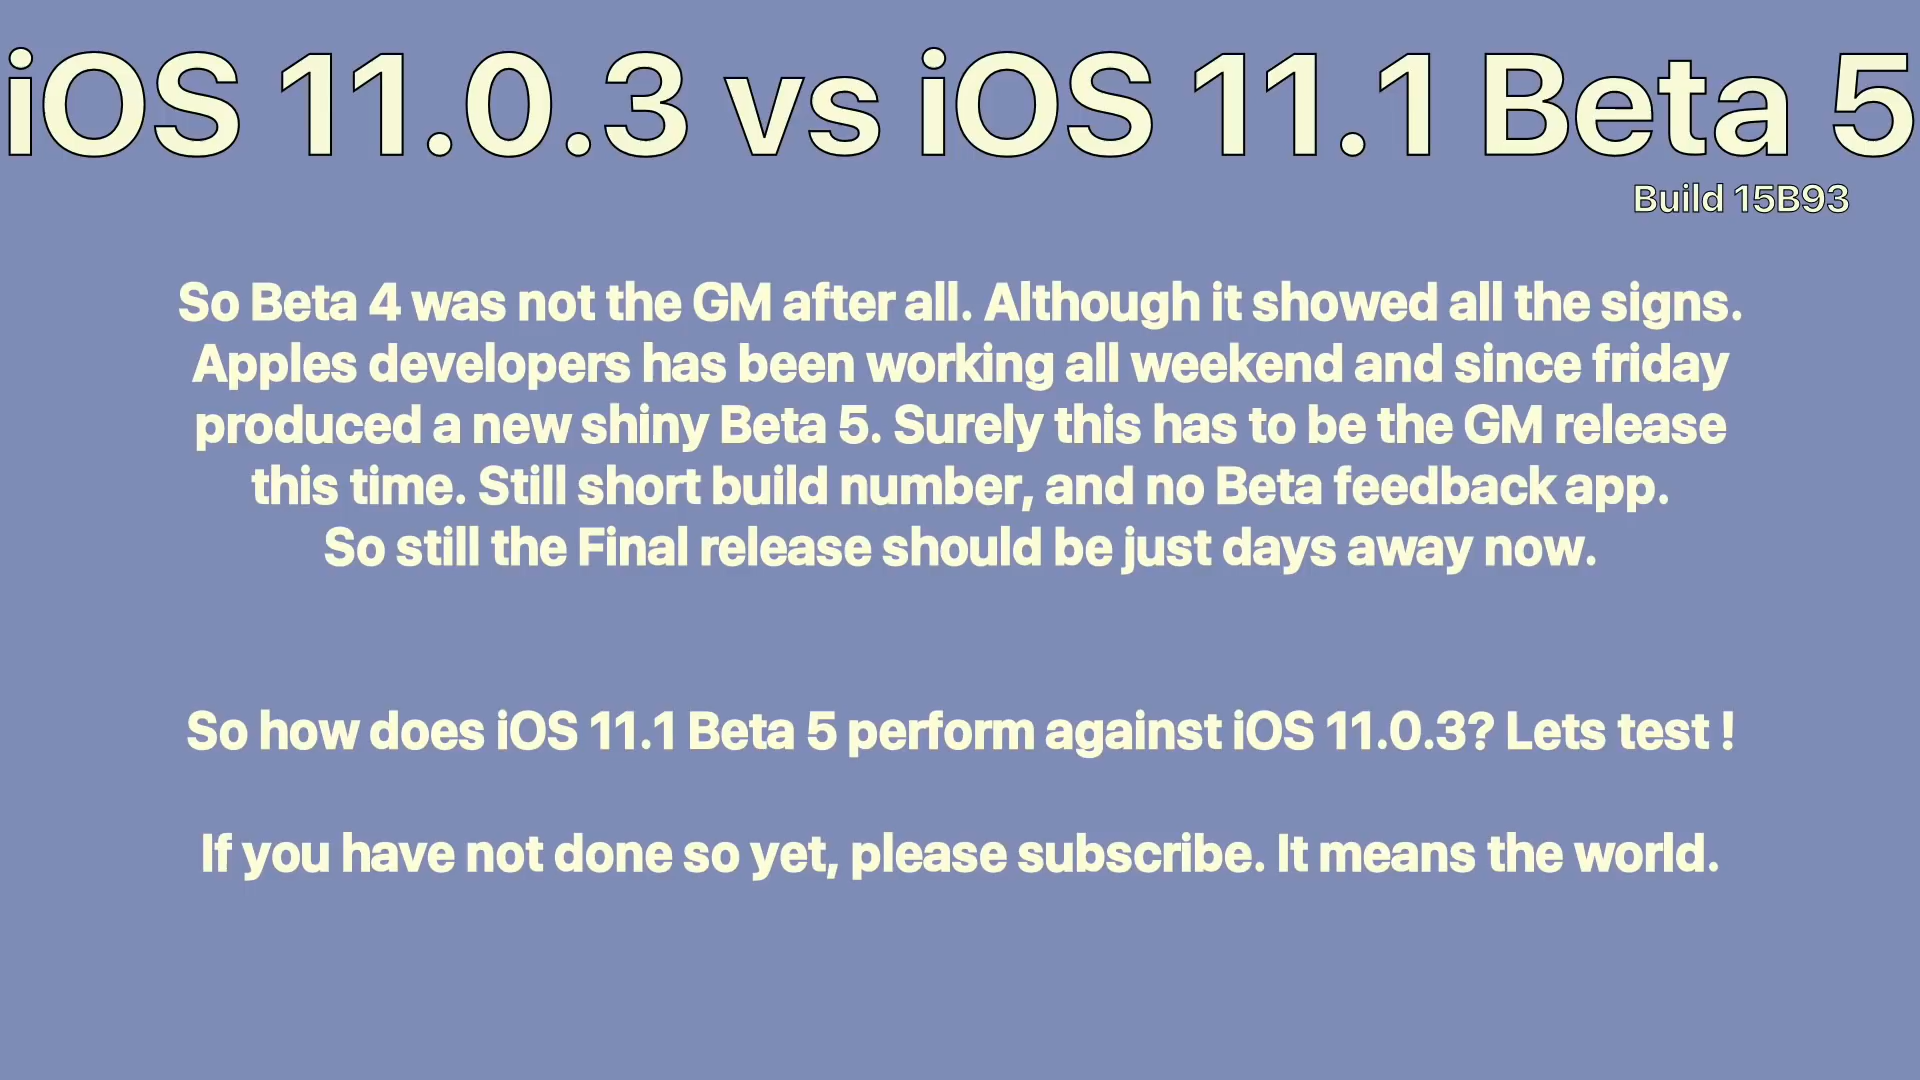 iOS 11.0.3 vs iOS 11.1 Beta 5
Build 15B93
So Beta 4 was not the GM after all. Although it showed all the signs.
Apples developers has been working all weekend and since friday
produced a new shiny Beta 5. Surely this has to be the GM release
this time. Still short build number, and no Beta feedback app.
So still the Final release should be just days away now.
So how does iOS 11.1 Beta 5 perform against iOS 11.0.3? Lets test !
If you have not done so yet, please subscribe. It means the world.